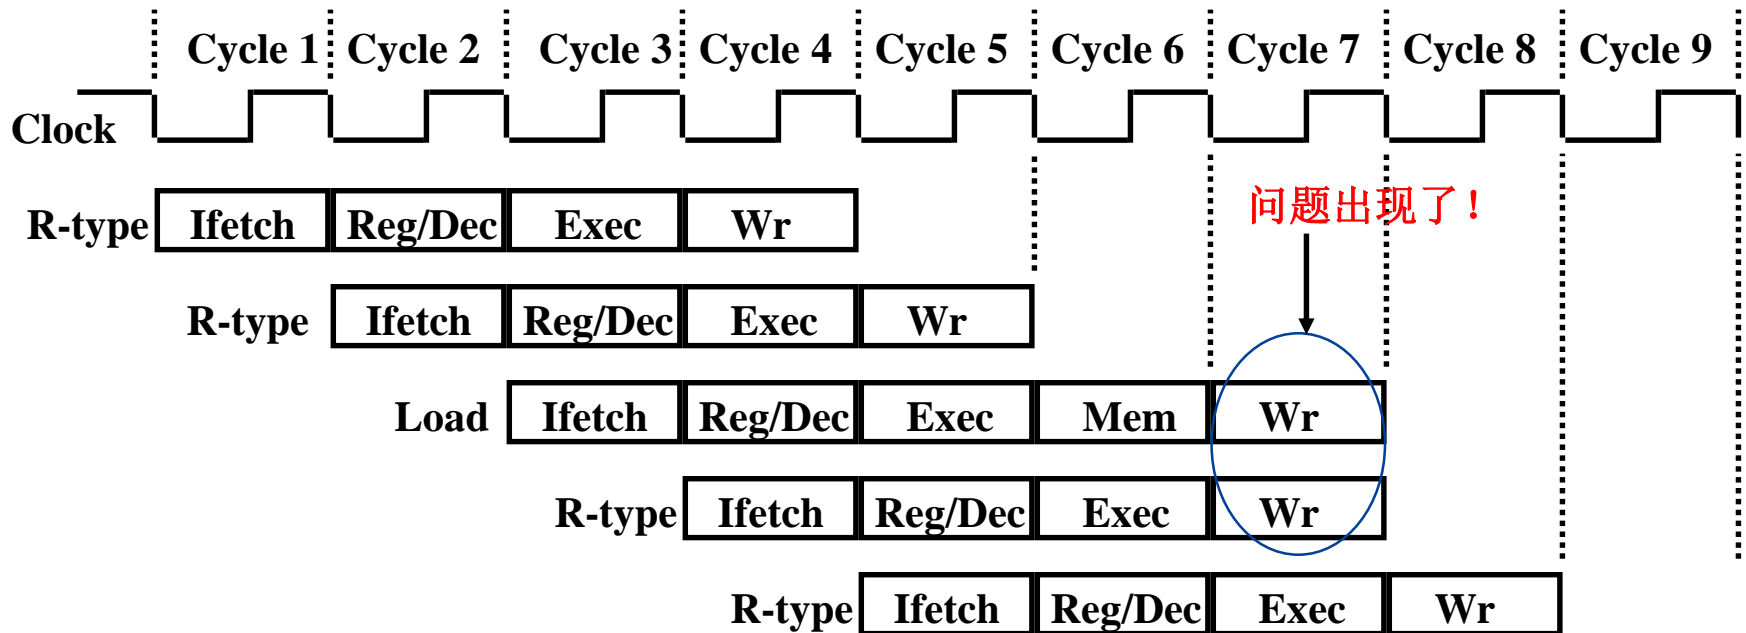 Cycle 1 Cycle 2 Cycle 3 Cycle 4 Cycle 5 Cycle 6 Cycle 7 Cycle 8 Cycle 9
Clock
问题出现了！
R-type Ifetch Reg/Dec Exec Wr
R-type Ifetch Reg/Dec Exec Wr
Load Ifetch Reg/Dec Exec Mem Wr
R-type Ifetch Reg/Dec Exec Wr
R-type Ifetch Reg/Dec Exec Wr